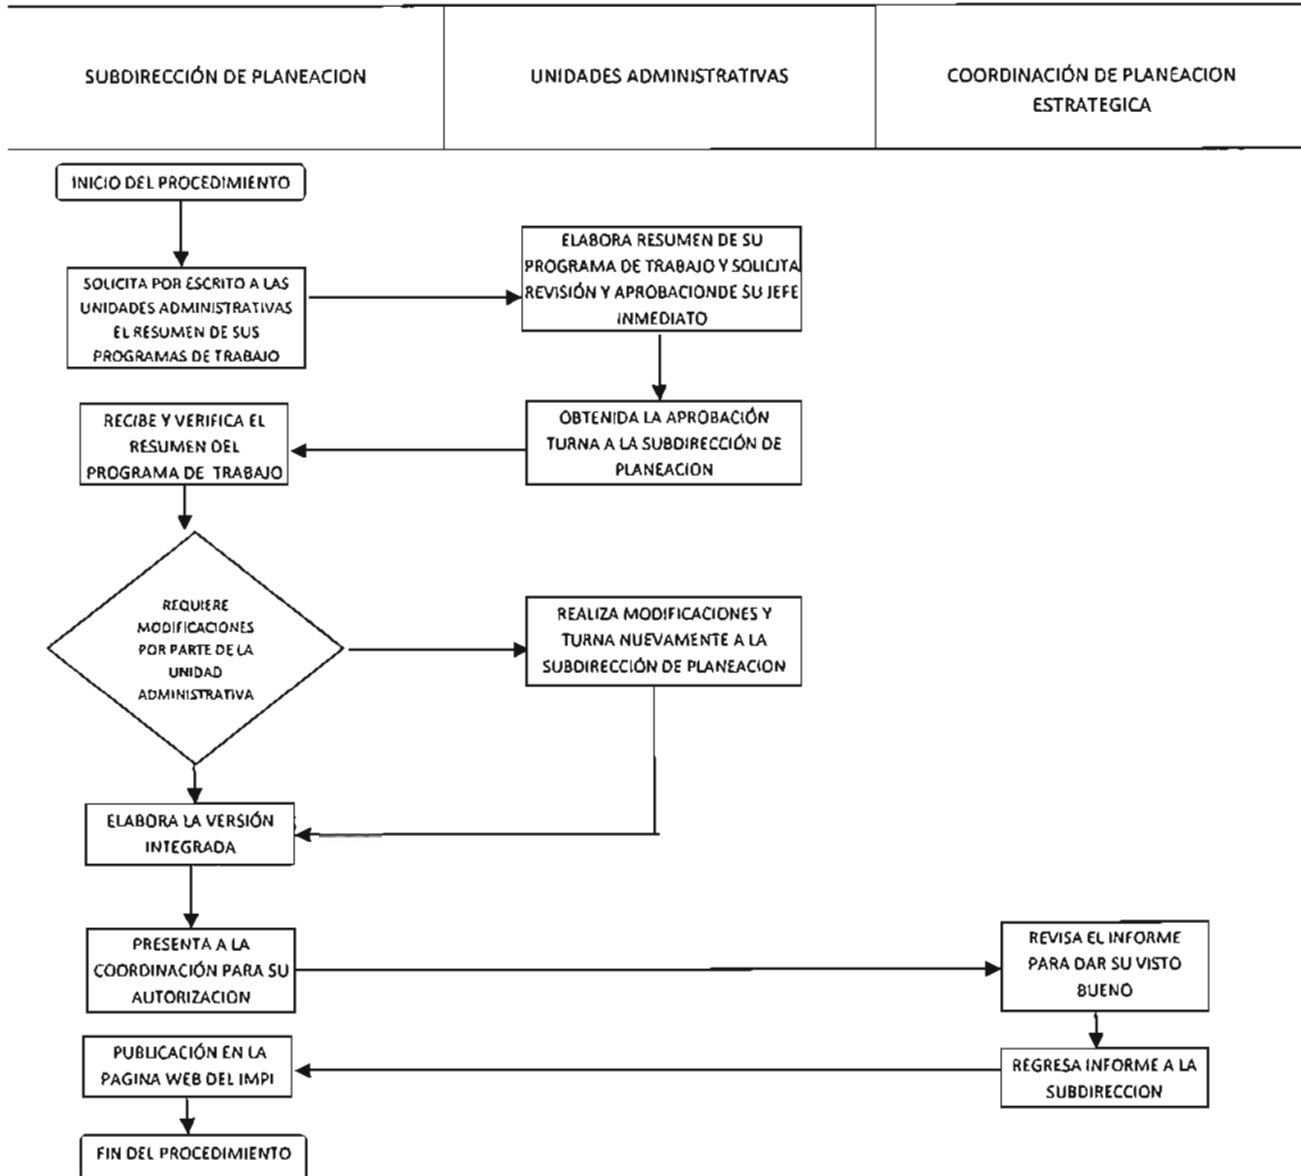 SUBDIRECCIÓN DE PLANEACION
UNIDADES ADMINISTRATIVAS
COORDINACIÓN DE PLANEACION
ESTRATEGICA
INICIO DEL PROCEDIMIENTO
SOLICITA POR ESCRITO A LAS
UNIDADES ADMINISTRATIVAS
EL RESUMEN DE SUS
PROGRAMAS DE TRABAJO
ELABORA RESUMEN DE SU
PROGRAMA DE TRABAJO Y SOLICITA
REVISIÓN Y APROBACIONDE SU JEFE
INMEDIATO
OBTENIDA LA APROBACIÓN
TURNA A LA SUBDIRECCIÓN DE
PLANEACION
RECIBE Y VERIFICA EL
RESUMEN DEL
PROGRAMA DE TRABAJO
REQUIERE
MODIFICACIONES
POR PARTE DE LA
UNIDAD
ADMINISTRATIVA
REALIZA MODIFICACIONES Y
TURNA NUEVAMENTE A LA
SUBDIRECCIÓN DE PLANEACION
ELABORA LA VERSIÓN
INTEGRADA
PRESENTA A LA
COORDINACIÓN PARA SU
AUTORIZACION
REVISA EL INFORME
PARA DAR SU VISTO
BUENO
REGRESA INFORME A LA
SUBDIRECCION
PUBLICACIÓN EN LA
PAGINA WEB DEL IMPI
FIN DEL PROCEDIMIENTO